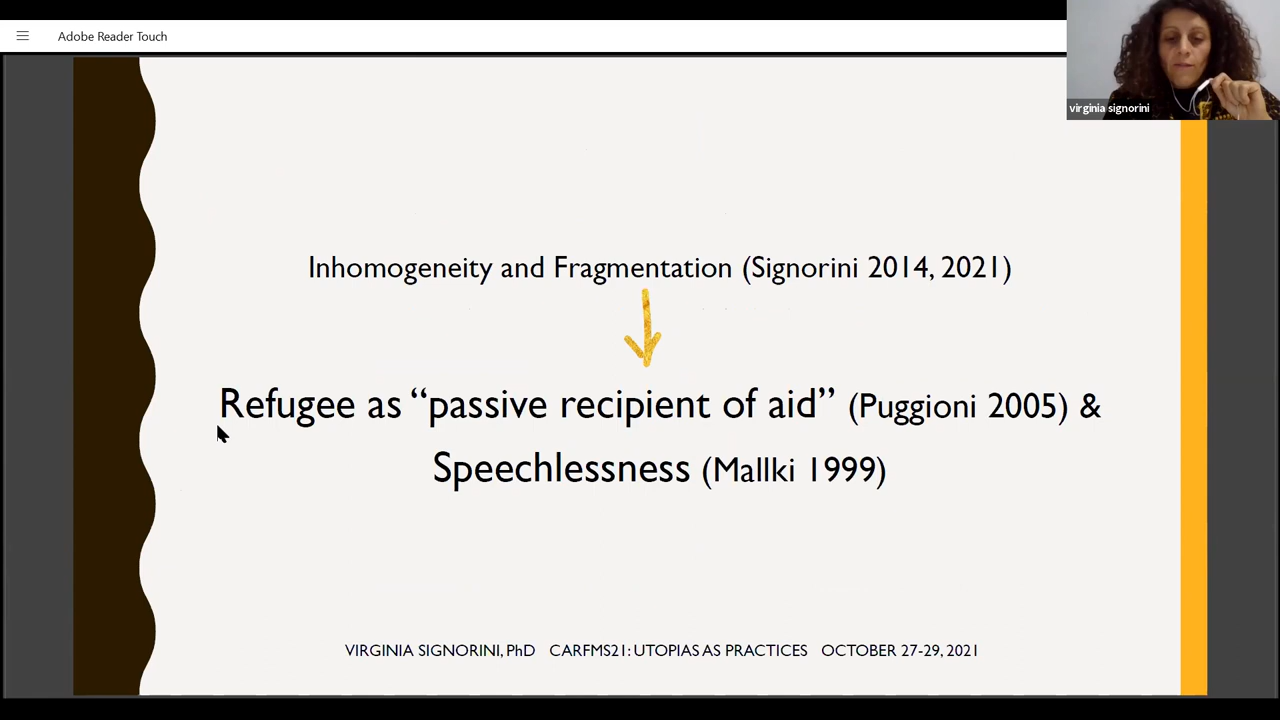 Adobe Reader Touch
virginia signorini
Inhomogeneity and Fragmentation (Signorini 2014, 2021)
Refugee as “passive recipient of aid” (Puggioni 2005) &
Speechlessness (Mallki 1999)
VIRGINIA SIGNORINI, PhD CARFMS21: UTOPIAS AS PRACTICES OCTOBER 27-29, 2021